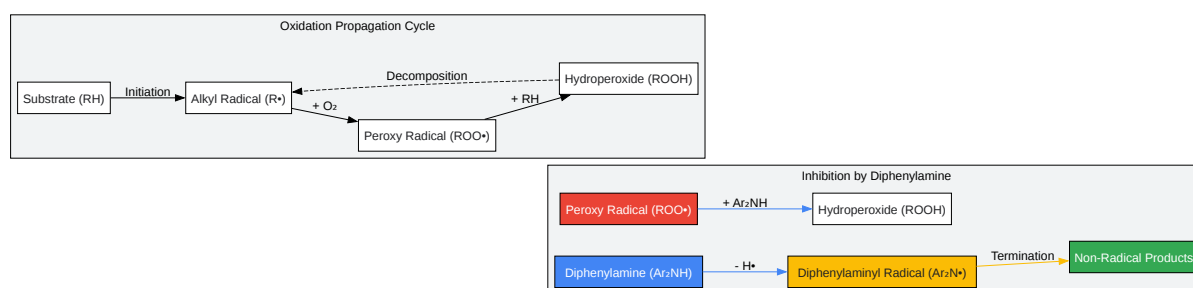 Oxidation Propagation Cycle
Substrate (RH)
Initiation
Alkyl Radical (R•)
+ O₂
Peroxy Radical (ROO•)
+ RH
Hydroperoxide (ROOH)
Decomposition
Inhibition by Diphenylamine
Peroxy Radical (ROO•)
+ Ar₂NH
Hydroperoxide (ROOH)
Diphenylamine (Ar₂NH)
- H•
Diphenylaminyl Radical (Ar₂N•)
Termination
Non-Radical Products